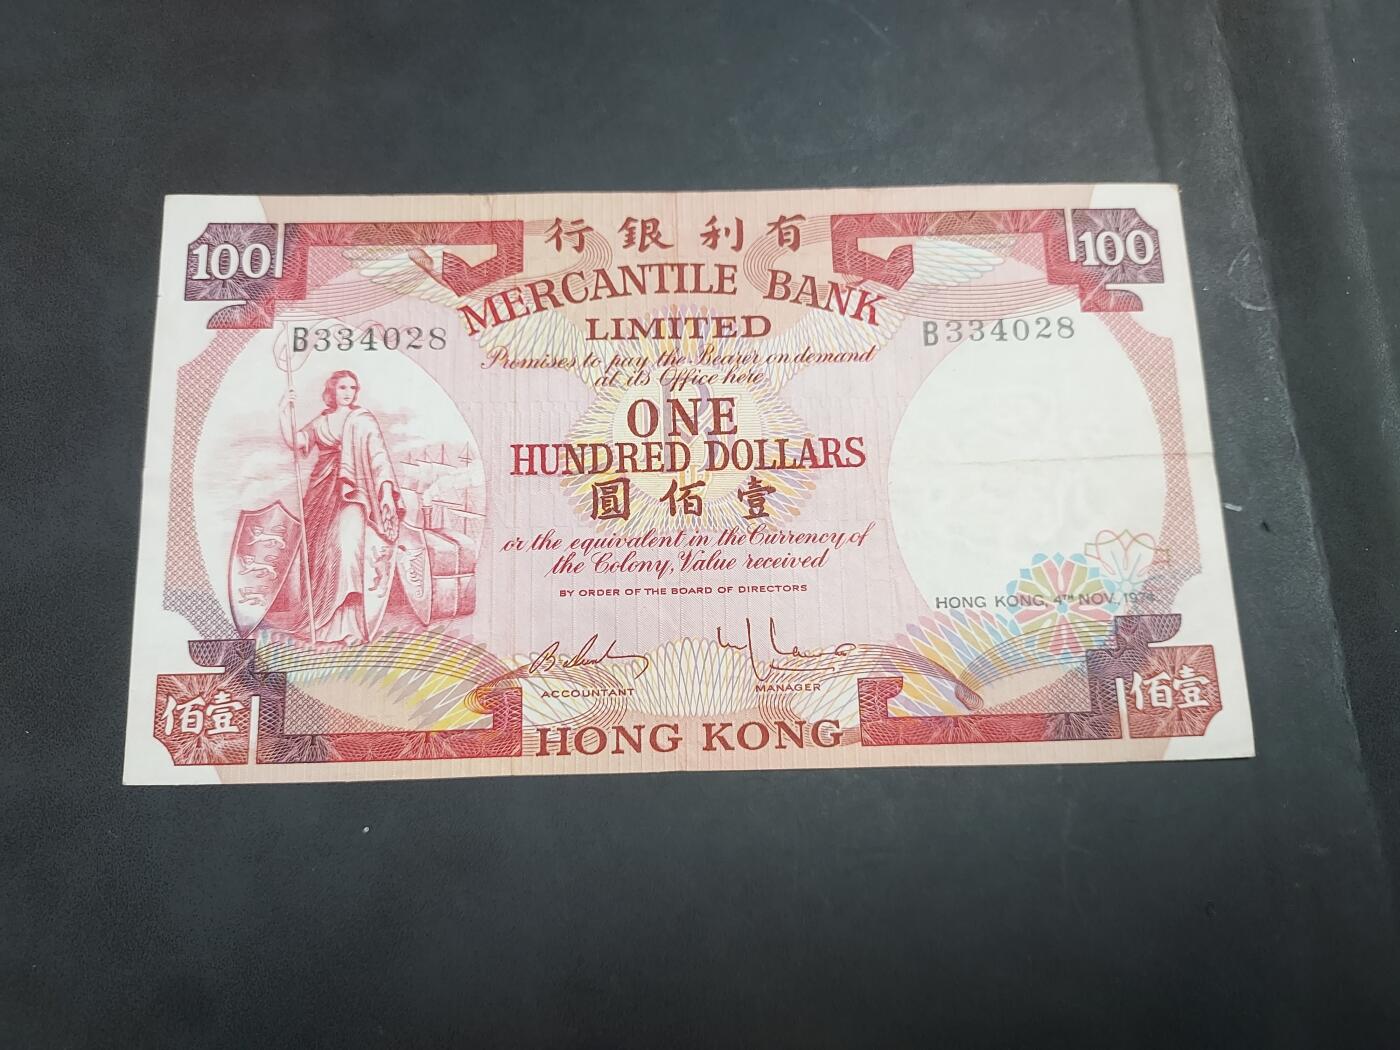 100
行銀利有
100
MERCANTILE BANK
LIMITED
B334028
B334028
Promises to pay the Bearer on demand
at its Office here
ONE
HUNDRED DOLLARS
圓佰壹
or the equivalent in the Currency of
the Colony, Value received
BY ORDER OF THE BOARD OF DIRECTORS
HONG KONG, 4TH NOV. 1974
ACCOUNTANT
MANAGER
佰壹
HONG KONG
佰壹